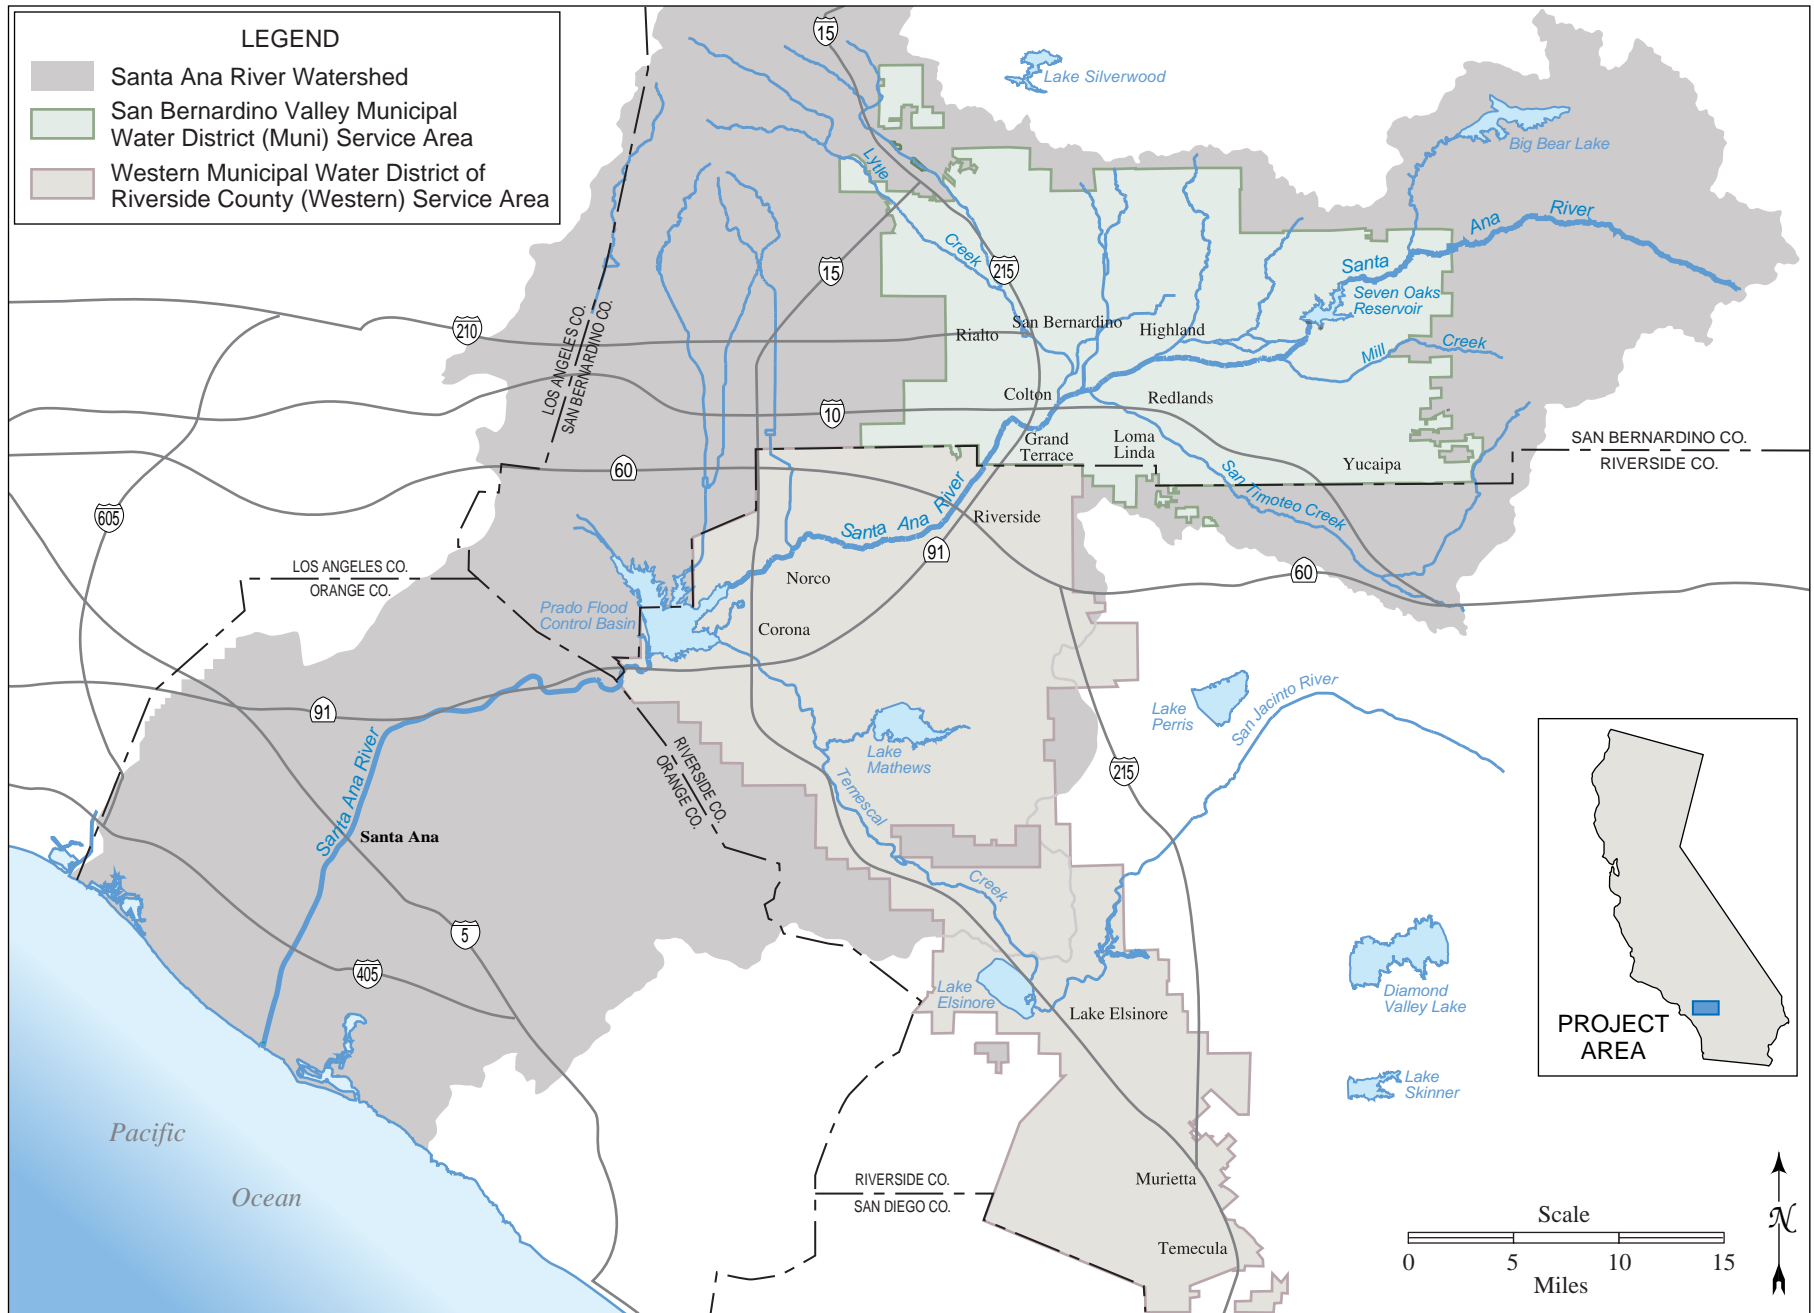 LEGEND
Santa Ana River Watershed
San Bernardino Valley Municipal
Water District (Muni) Service Area
Western Municipal Water District of
Riverside County (Western) Service Area
15
Lake Silverwood
Big Bear Lake
Lytle
Creek
215
15
Santa
Ana
River
Seven Oaks
Reservoir
210
LOS ANGELES CO.
SAN BERNARDINO CO.
Rialto
San Bernardino
Highland
Mill
Creek
10
Colton
Redlands
Grand
Terrace
Loma
Linda
Yucaipa
SAN BERNARDINO CO.
RIVERSIDE CO.
60
605
San Timoteo Creek
Santa Ana River
Riverside
91
60
LOS ANGELES CO.
ORANGE CO.
Norco
Prado Flood
Control Basin
Corona
91
Santa Ana River
Lake
Perris
San Jacinto River
Lake
Mathews
RIVERSIDE CO.
ORANGE CO.
215
Temescal
Creek
Santa Ana
5
405
Lake
Elsinore
Lake Elsinore
Diamond
Valley Lake
Lake
Skinner
PROJECT
AREA
Pacific
Ocean
RIVERSIDE CO.
SAN DIEGO CO.
Murietta
Temecula
Scale
0 5 10 15
Miles
N